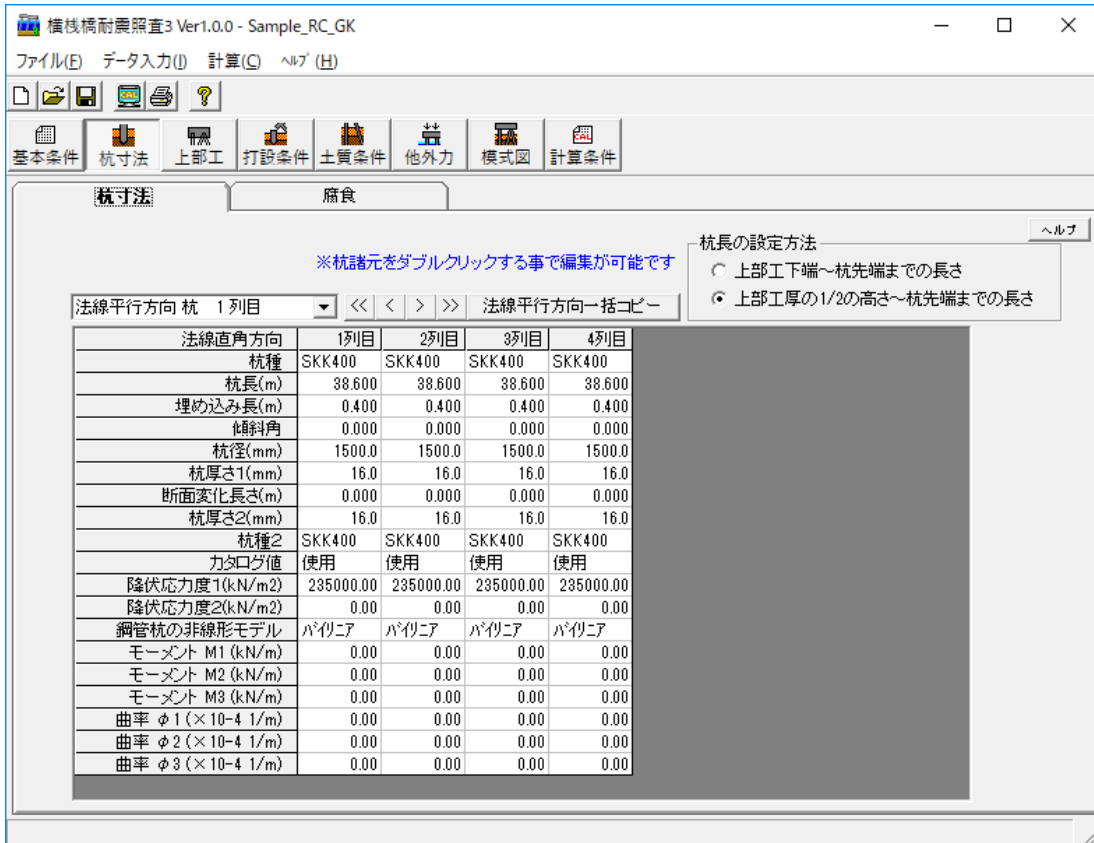 横桟橋耐震照査3 Ver1.0.0 - Sample_RC_GK
ファイル(F) データ入力(I) 計算(C) ﾍﾙﾌﾟ(H)
基本条件 杭寸法 上部工 打設条件 土質条件 他外力 模式図 計算条件
杭寸法 腐食
ヘルプ
※杭諸元をダブルクリックする事で編集が可能です
杭長の設定方法
上部工下端～杭先端までの長さ
上部工厚の1/2の高さ～杭先端までの長さ
法線平行方向 杭 1 列目 << < > >> 法線平行方向一括コピー
法線直角方向 1列目 2列目 3列目 4列目
杭種 SKK400 SKK400 SKK400 SKK400
杭長(m) 38.600 38.600 38.600 38.600
埋め込み長(m) 0.400 0.400 0.400 0.400
傾斜角 0.000 0.000 0.000 0.000
杭径(mm) 1500.0 1500.0 1500.0 1500.0
杭厚さ1(mm) 16.0 16.0 16.0 16.0
断面変化長さ(m) 0.000 0.000 0.000 0.000
杭厚さ2(mm) 16.0 16.0 16.0 16.0
杭種2 SKK400 SKK400 SKK400 SKK400
カタログ値 使用 使用 使用 使用
降伏応力度1(kN/m2) 235000.00 235000.00 235000.00 235000.00
降伏応力度2(kN/m2) 0.00 0.00 0.00 0.00
鋼管杭の非線形モデル ﾊﾞｲﾘﾆｱ ﾊﾞｲﾘﾆｱ ﾊﾞｲﾘﾆｱ ﾊﾞｲﾘﾆｱ
モーメント M1 (kN/m) 0.00 0.00 0.00 0.00
モーメント M2 (kN/m) 0.00 0.00 0.00 0.00
モーメント M3 (kN/m) 0.00 0.00 0.00 0.00
曲率 φ1 (×10-4 1/m) 0.00 0.00 0.00 0.00
曲率 φ2 (×10-4 1/m) 0.00 0.00 0.00 0.00
曲率 φ3 (×10-4 1/m) 0.00 0.00 0.00 0.00